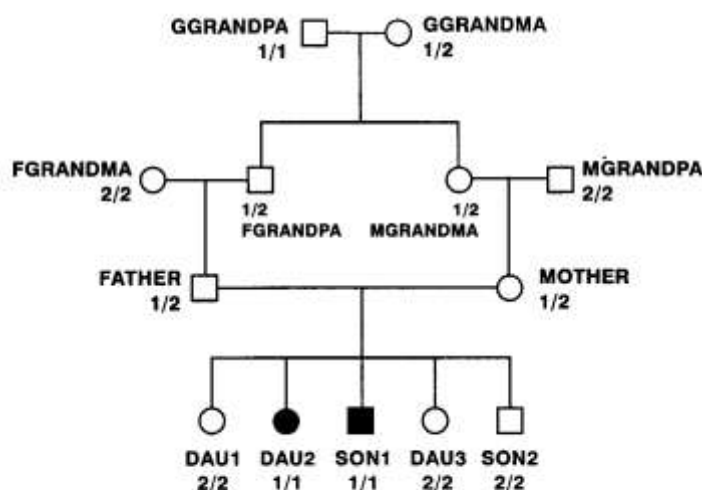 GGRANDPA
1/1
GGRANDMA
1/2
FGRANDMA
2/2
1/2
FGRANDPA
1/2
MGRANDMA
MGRANDPA
2/2
FATHER
1/2
MOTHER
1/2
DAU1 DAU2 SON1 DAU3 SON2
2/2 1/1 1/1 2/2 2/2